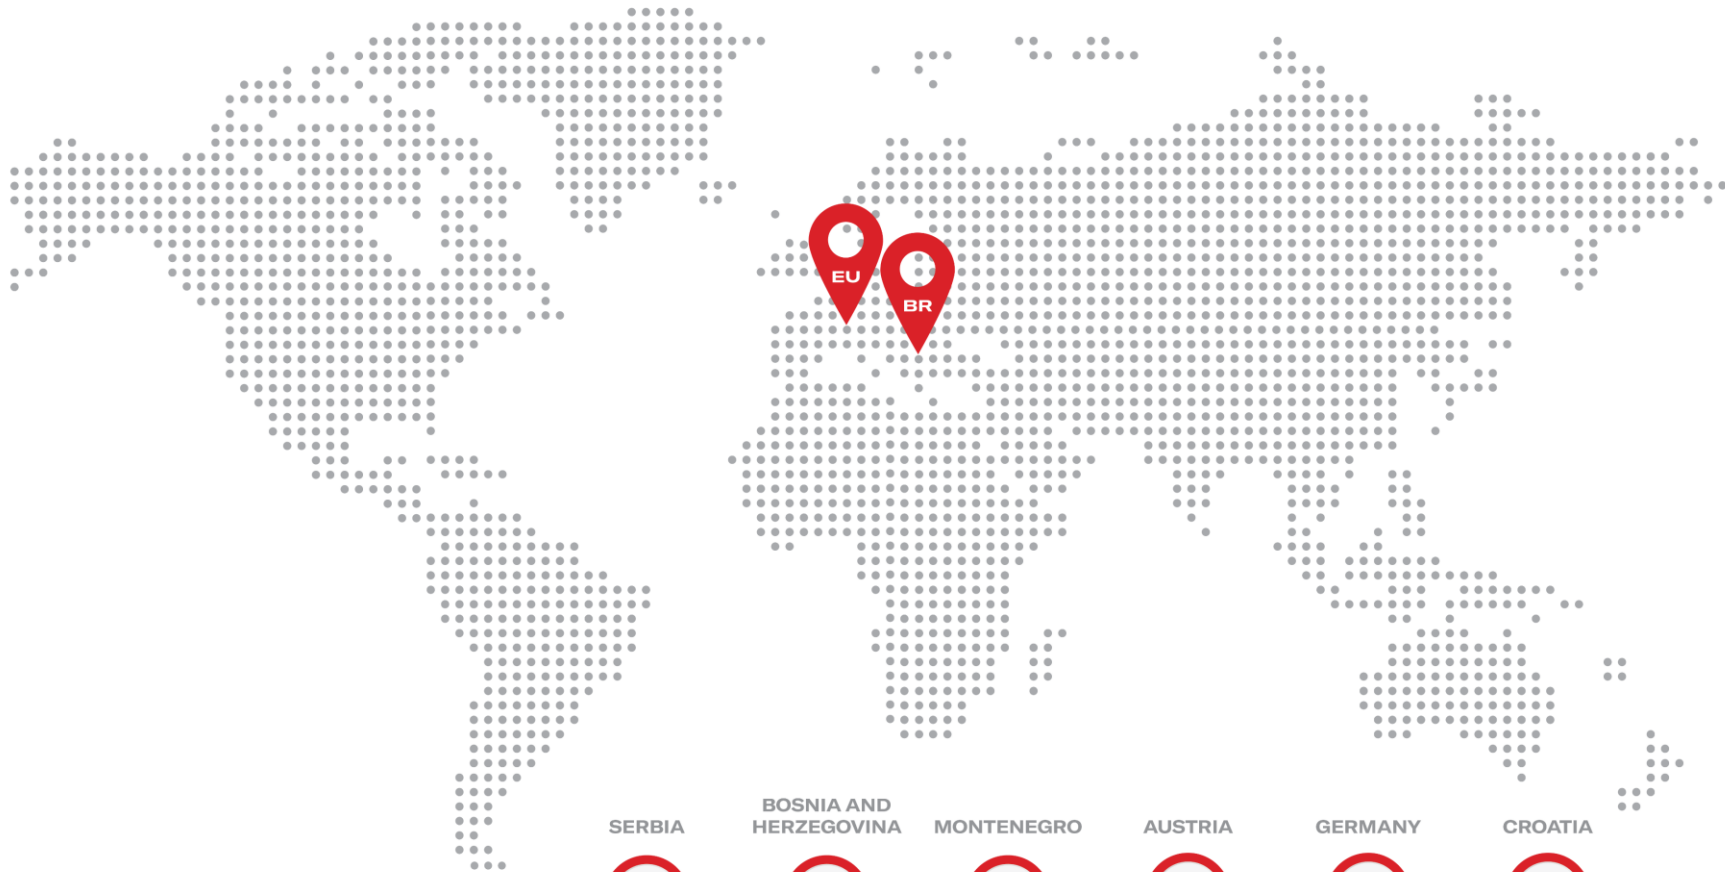 EU
BR
SERBIA
BOSNIA AND
HERZEGOVINA
MONTENEGRO
AUSTRIA
GERMANY
CROATIA